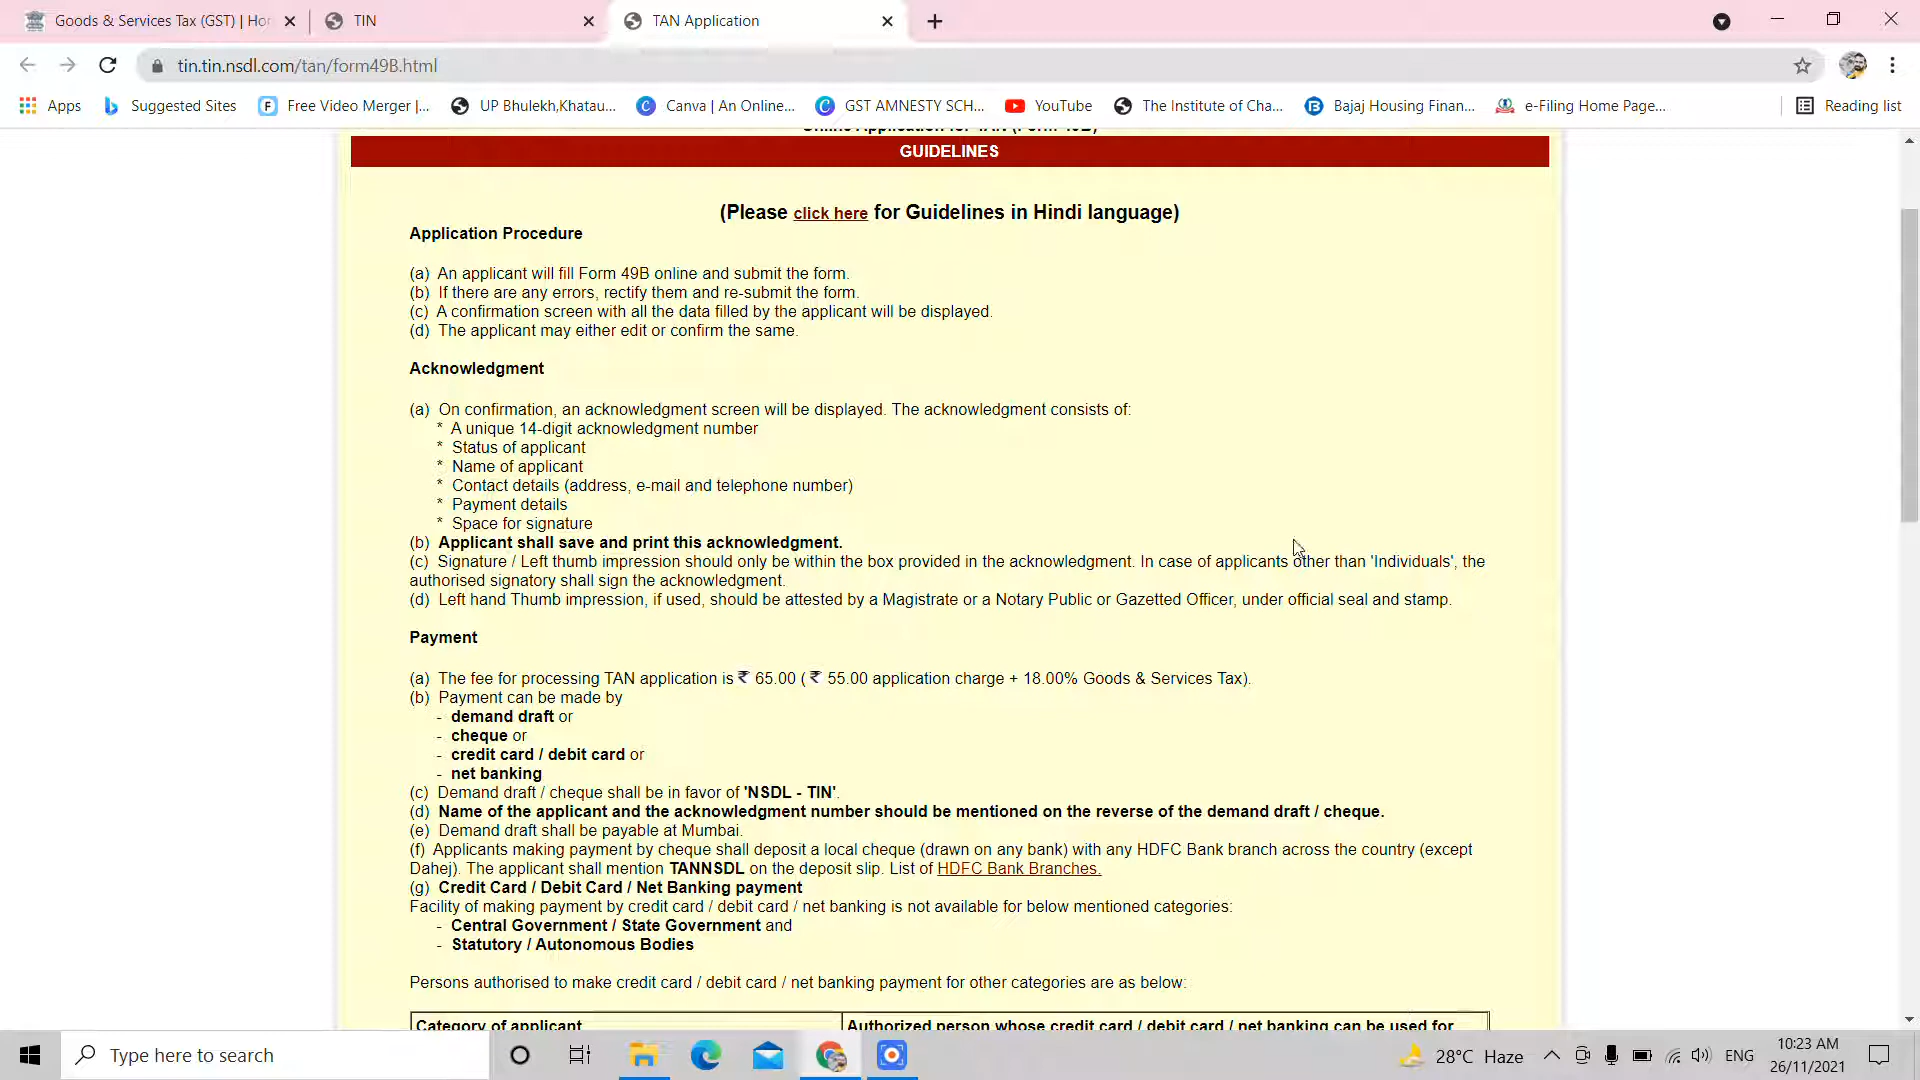 Goods & Services Tax (GST) | Ho
TIN
TAN Application
tin.tin.nsdl.com/tan/form49B.html
Apps
Suggested Sites
Free Video Merger |...
UP Bhulekh,Khatau...
Canva | An Online...
GST AMNESTY SCH...
YouTube
The Institute of Cha...
Bajaj Housing Finan...
e-Filing Home Page...
Reading list
Online Application for TAN (Form 49B)
GUIDELINES
(Please click here for Guidelines in Hindi language)
Application Procedure
(a) An applicant will fill Form 49B online and submit the form.
(b) If there are any errors, rectify them and re-submit the form.
(c) A confirmation screen with all the data filled by the applicant will be displayed.
(d) The applicant may either edit or confirm the same.
Acknowledgment
(a) On confirmation, an acknowledgment screen will be displayed. The acknowledgment consists of:
* A unique 14-digit acknowledgment number
* Status of applicant
* Name of applicant
* Contact details (address, e-mail and telephone number)
* Payment details
* Space for signature
(b) Applicant shall save and print this acknowledgment.
(c) Signature / Left thumb impression should only be within the box provided in the acknowledgment. In case of applicants other than 'Individuals', the
authorised signatory shall sign the acknowledgment.
(d) Left hand Thumb impression, if used, should be attested by a Magistrate or a Notary Public or Gazetted Officer, under official seal and stamp.
Payment
(a) The fee for processing TAN application is ₹ 65.00 ( ₹ 55.00 application charge + 18.00% Goods & Services Tax).
(b) Payment can be made by
- demand draft or
- cheque or
- credit card / debit card or
- net banking
(c) Demand draft / cheque shall be in favor of 'NSDL - TIN'.
(d) Name of the applicant and the acknowledgment number should be mentioned on the reverse of the demand draft / cheque.
(e) Demand draft shall be payable at Mumbai.
(f) Applicants making payment by cheque shall deposit a local cheque (drawn on any bank) with any HDFC Bank branch across the country (except
Dahej). The applicant shall mention TANNSDL on the deposit slip. List of HDFC Bank Branches.
(g) Credit Card / Debit Card / Net Banking payment
Facility of making payment by credit card / debit card / net banking is not available for below mentioned categories:
- Central Government / State Government and
- Statutory / Autonomous Bodies
Persons authorised to make credit card / debit card / net banking payment for other categories are as below:
Category of applicant
Authorized person whose credit card / debit card / net banking can be used for
Type here to search
28°C Haze
ENG
10:23 AM
26/11/2021